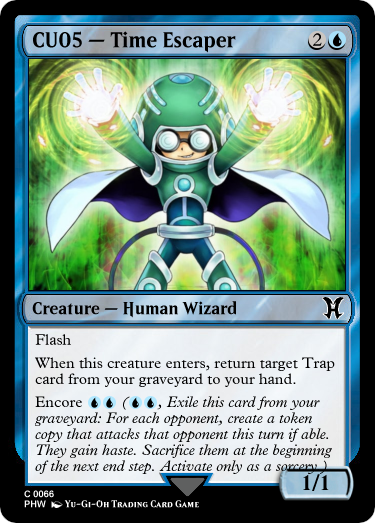 CU05 — Time Escaper 2
Creature — Human Wizard
Flash
When this creature enters, return target Trap
card from your graveyard to your hand.
Encore (, Exile this card from your
graveyard: For each opponent, create a token
copy that attacks that opponent this turn if able.
They gain haste. Sacrifice them at the beginning
of the next end step. Activate only as a sorcery.)
1/1
C 0066
PHW Yu-Gi-Oh Trading Card Game